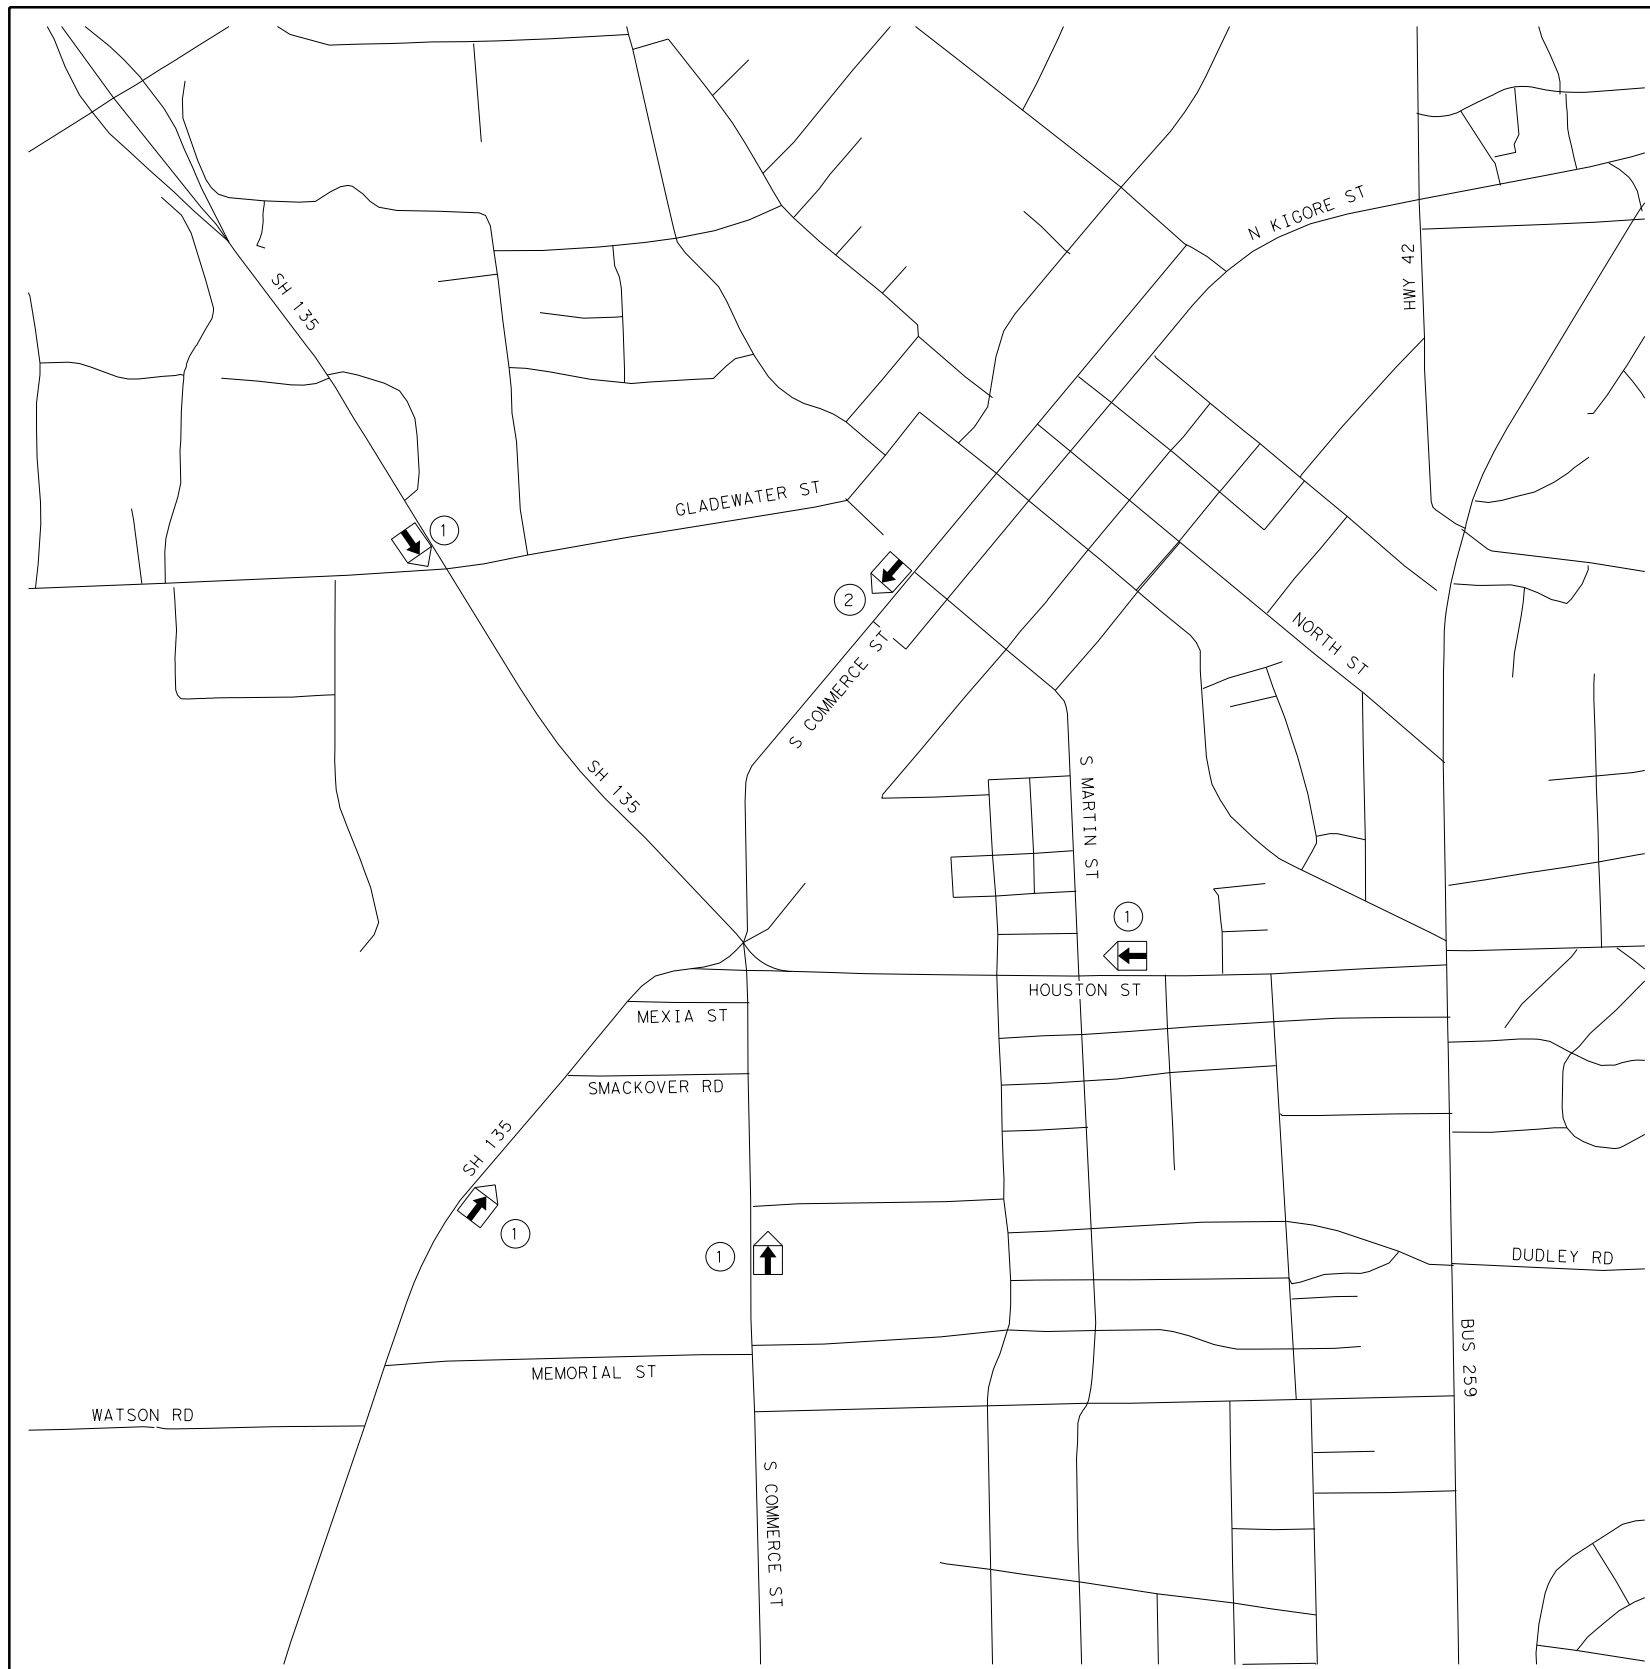 N KIGORE ST
HWY 42
SH 135
GLADEWATER ST
1
2
NORTH ST
S COMMERCE ST
SH 135
S MARTIN ST
1
HOUSTON ST
MEXIA ST
SMACKOVER RD
SH 135
1
1
DUDLEY RD
BUS 259
MEMORIAL ST
WATSON RD
S COMMERCE ST